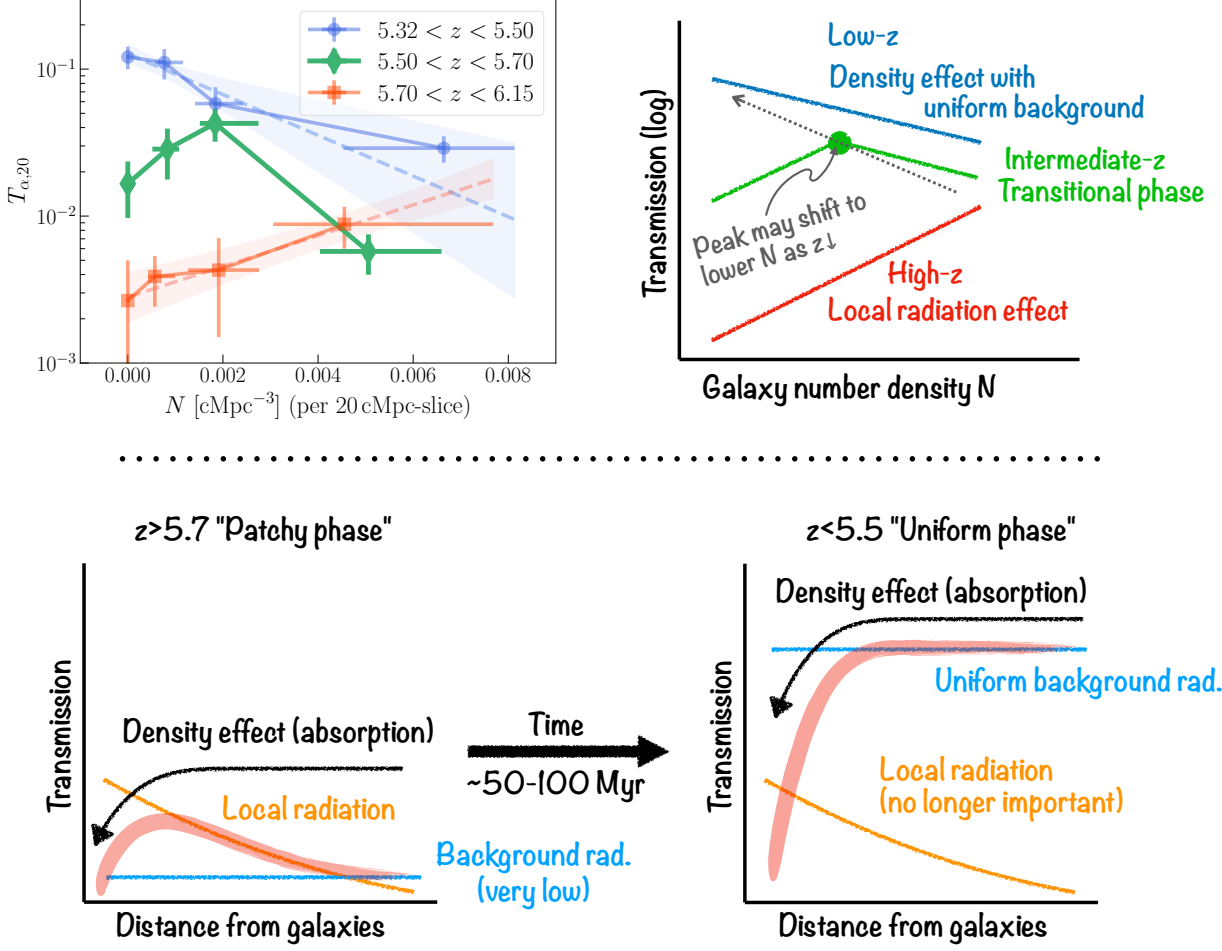 5.32 < z < 5.50
5.50 < z < 5.70
5.70 < z < 6.15
10⁻¹
10⁻²
10⁻³
T_{α,20}
0.000 0.002 0.004 0.006 0.008
N [cMpc⁻³] (per 20 cMpc-slice)
Low-z
Density effect with
uniform background
Intermediate-z
Transitional phase
Peak may shift to
lower N as z↓
High-z
Local radiation effect
Transmission (log)
Galaxy number density N
z>5.7 "Patchy phase"
Density effect (absorption)
Local radiation
Background rad.
(very low)
Transmission
Distance from galaxies
Time
~50-100 Myr
z<5.5 "Uniform phase"
Density effect (absorption)
Uniform background rad.
Local radiation
(no longer important)
Transmission
Distance from galaxies